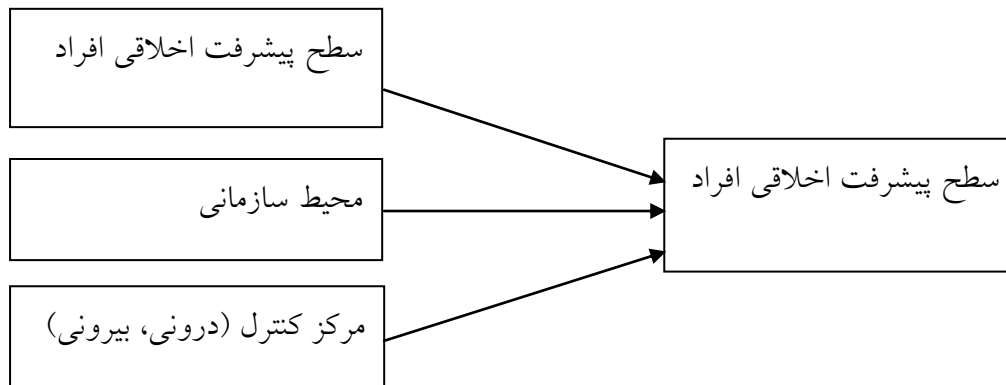 سطح پیشرفت اخلاقی افراد
محیط سازمانی
مرکز کنترل (درونی، بیرونی)
سطح پیشرفت اخلاقی افراد